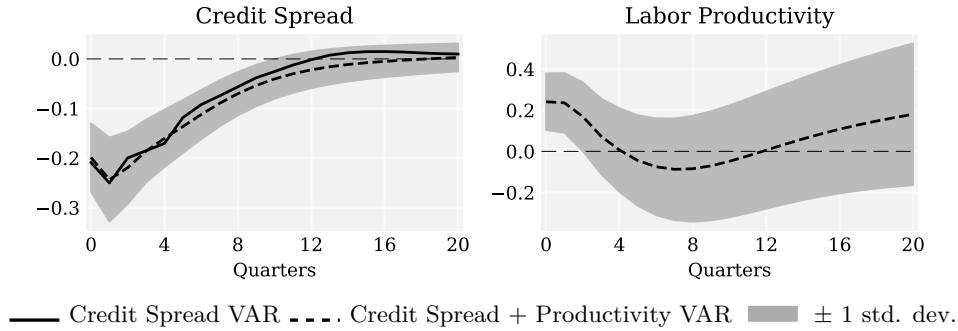 Credit Spread
Labor Productivity
0.0
−0.1
−0.2
−0.3
0 4 8 12 16 20
Quarters
0.4
0.2
0.0
−0.2
0 4 8 12 16 20
Quarters
Credit Spread VAR Credit Spread + Productivity VAR ± 1 std. dev.